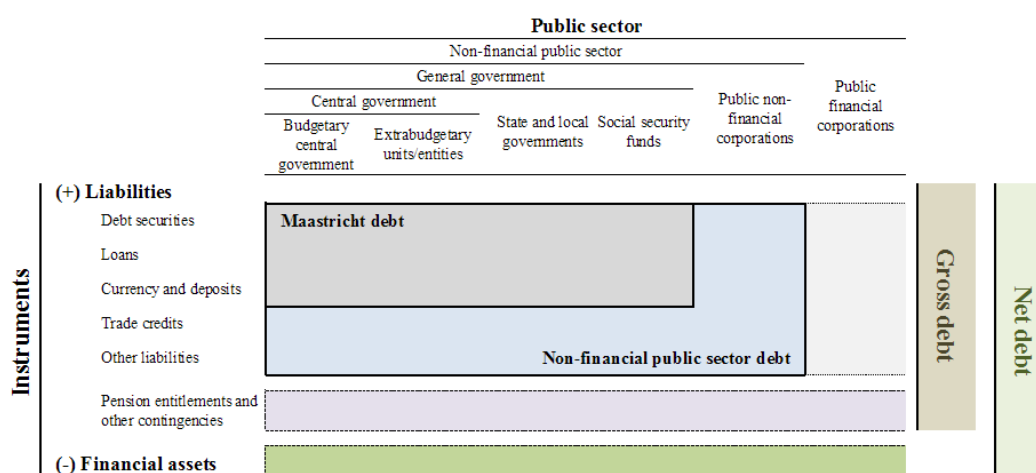 Public sector
Non-financial public sector
General government
Central government
Budgetary
central
government
Extrabudgetary
units/entities
State and local
governments
Social security
funds
Public non-
financial
corporations
Public
financial
corporations
Instruments
(+) Liabilities
Debt securities
Loans
Currency and deposits
Trade credits
Other liabilities
Pension entitlements and
other contingencies
(-) Financial assets
Maastricht debt
Non-financial public sector debt
Gross debt
Net debt